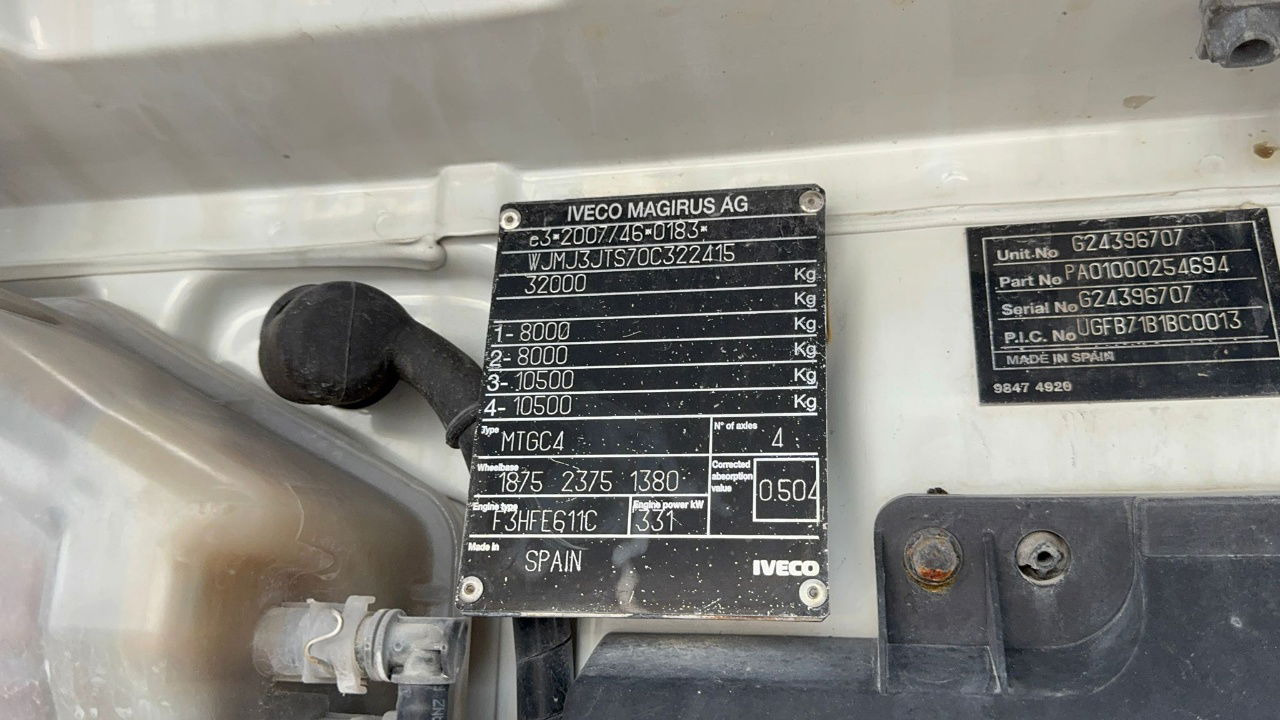 IVECO MAGIRUS AG
e3*2007/46*0183*
WJMJ3JTS70C322415
32000 Kg
Kg
1- 8000 Kg
2- 8000 Kg
3- 10500 Kg
4- 10500 Kg
Type MTGC4 N° of axles 4
Wheelbase 1875 2375 1380 Corrected absorption value 0.504
Engine type F3HFE611C Engine power kW 331
Made in SPAIN
IVECO
Unit.No G24396707
Part No PA01000254694
Serial No G24396707
P.I.C. No UGFBZ1B1BC0013
MADE IN SPAIN
9847 4920